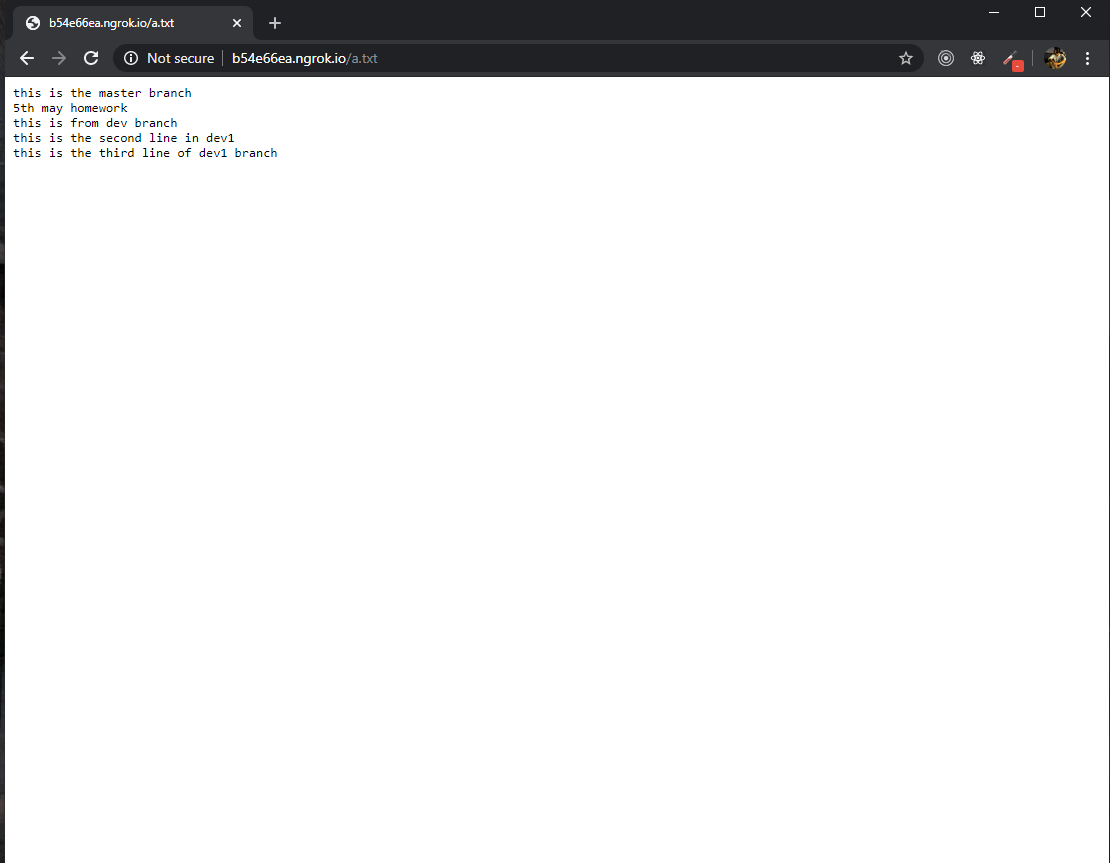 b54e66ea.ngrok.io/a.txt
Not secure b54e66ea.ngrok.io/a.txt
this is the master branch
5th may homework
this is from dev branch
this is the second line in dev1
this is the third line of dev1 branch